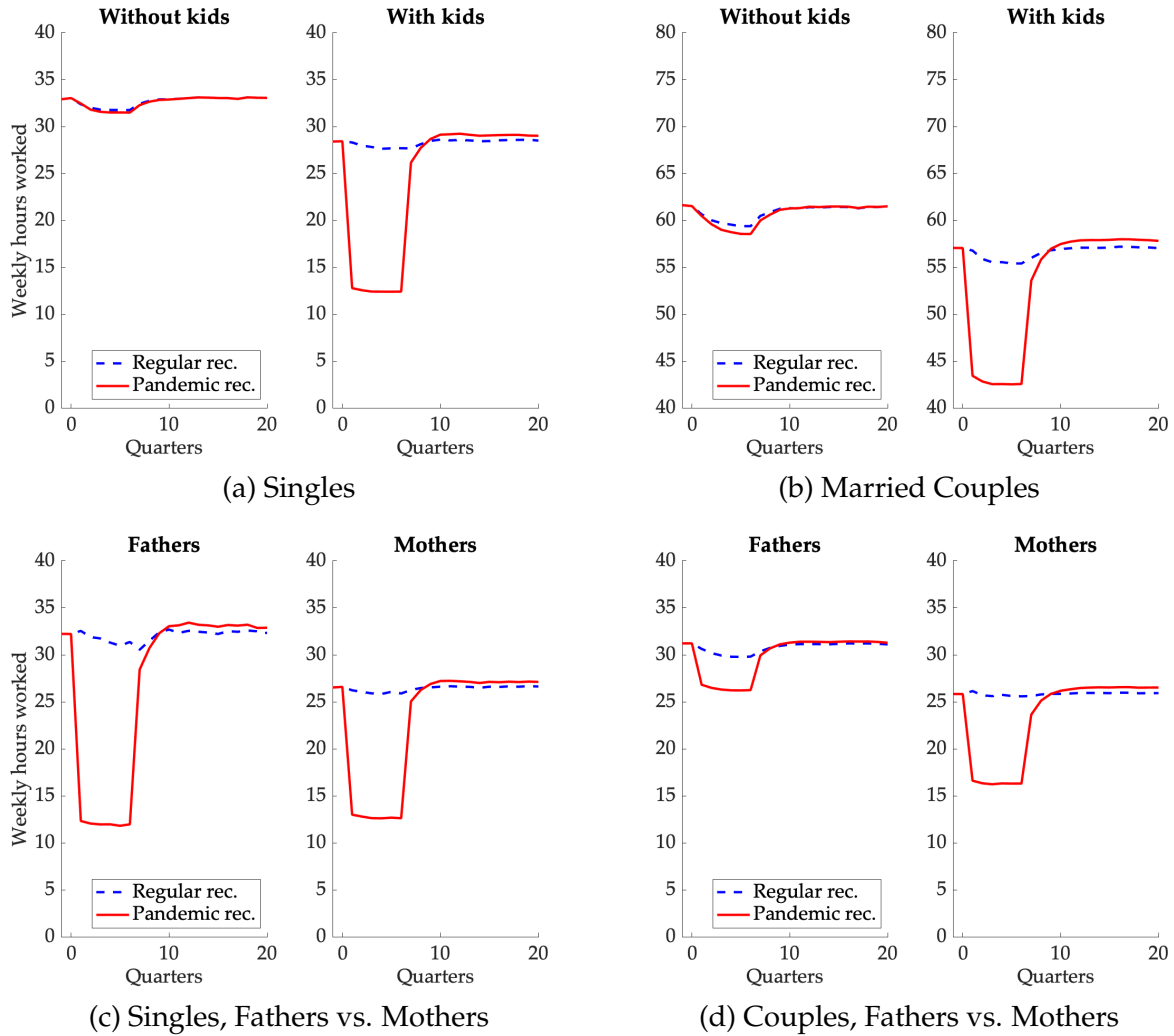 Without kids
With kids
Weekly hours worked
40
35
30
25
20
15
10
5
0
Regular rec.
Pandemic rec.
0 10 20
0 10 20
Quarters
Quarters
40
35
30
25
20
15
10
5
0
(a) Singles
Without kids
With kids
80
75
70
65
60
55
50
45
40
Regular rec.
Pandemic rec.
80
75
70
65
60
55
50
45
40
0 10 20
0 10 20
Quarters
Quarters
(b) Married Couples
Fathers
Mothers
Weekly hours worked
40
35
30
25
20
15
10
5
0
Regular rec.
Pandemic rec.
40
35
30
25
20
15
10
5
0
0 10 20
0 10 20
Quarters
Quarters
(c) Singles, Fathers vs. Mothers
Fathers
Mothers
40
35
30
25
20
15
10
5
0
Regular rec.
Pandemic rec.
40
35
30
25
20
15
10
5
0
0 10 20
0 10 20
Quarters
Quarters
(d) Couples, Fathers vs. Mothers